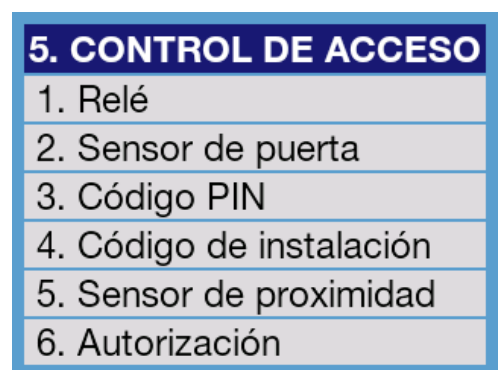 5. CONTROL DE ACCESO
1. Relé
2. Sensor de puerta
3. Código PIN
4. Código de instalación
5. Sensor de proximidad
6. Autorización